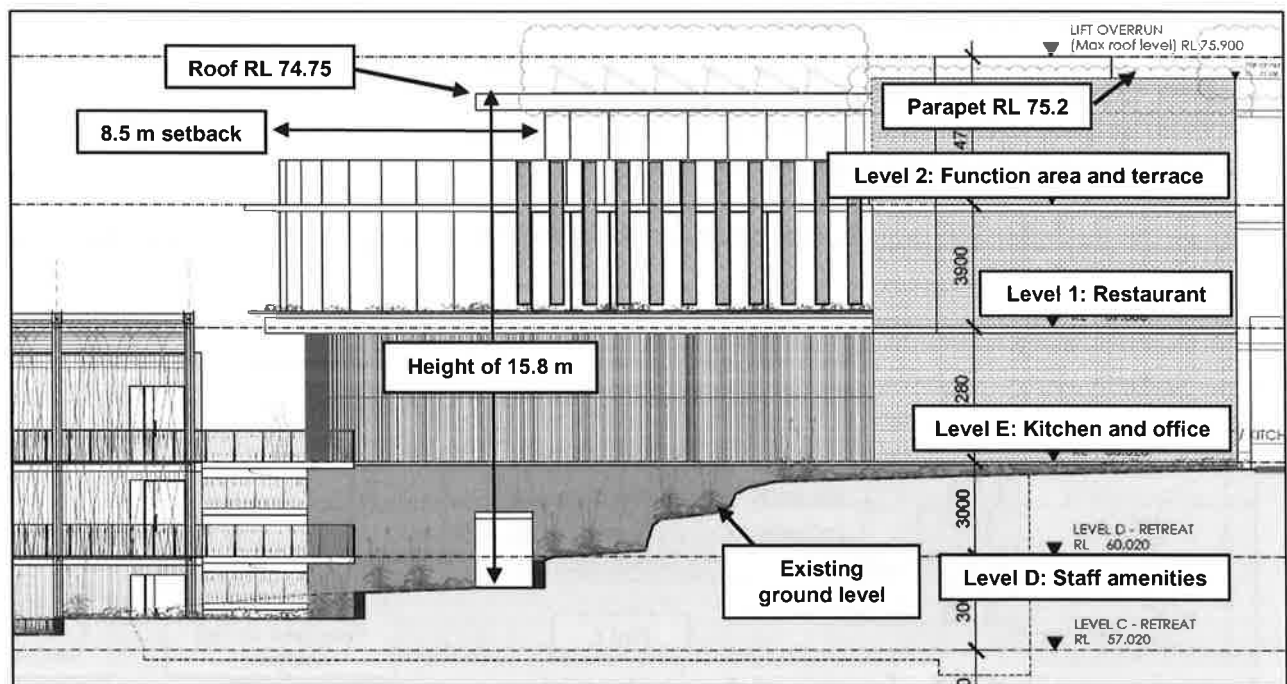 LIFT OVERRUN
(Max roof level) RL 75.900
Roof RL 74.75
Parapet RL 75.2
8.5 m setback
47
Level 2: Function area and terrace
3900
Level 1: Restaurant
Height of 15.8 m
280
Level E: Kitchen and office
KITCH
3000
LEVEL D - RETREAT
RL 60.020
Existing
ground level
Level D: Staff amenities
LEVEL C - RETREAT
RL 57.020